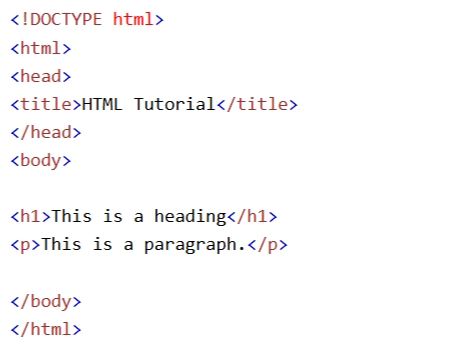 <!DOCTYPE html>
<html>
<head>
<title>HTML Tutorial</title>
</head>
<body>
<h1>This is a heading</h1>
<p>This is a paragraph.</p>
</body>
</html>